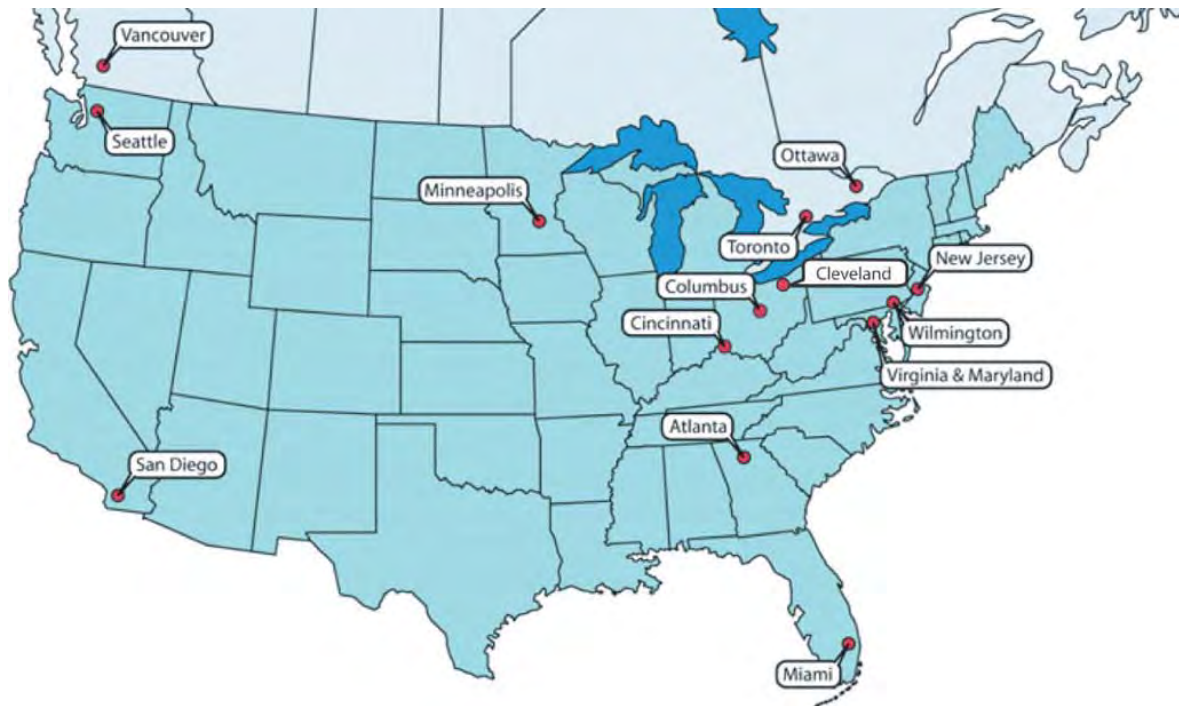 Vancouver
Seattle
Minneapolis
Ottawa
Toronto
New Jersey
Cleveland
Columbus
Cincinnati
Wilmington
Virginia & Maryland
Atlanta
San Diego
Miami